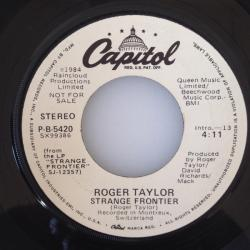 Capitol
REG. U.S. PAT. OFF.
℗1984
Raincloud
Productions
Limited
NOT FOR
SALE
Queen Music
Limited/
Beechwood
Music Corp.
BMI
STEREO
P-B-5420
SX99386
Intro.—:13
4:11
(from
the LP
"STRANGE
FRONTIER"
SJ-12357)
Produced by
Roger
Taylor/
David
Richards/
Mack
ROGER TAYLOR
STRANGE FRONTIER
(Roger Taylor)
Recorded in Montreux,
Switzerland